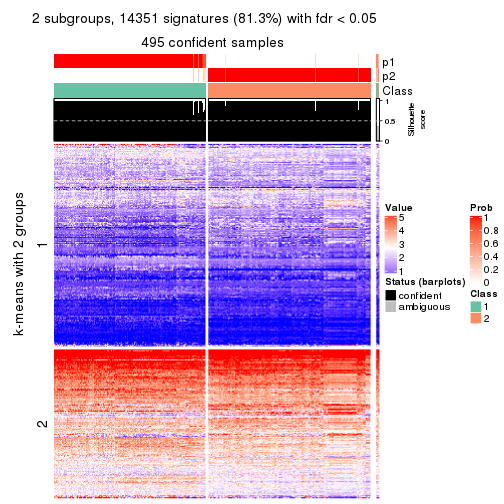 2 subgroups, 14351 signatures (81.3%) with fdr < 0.05
495 confident samples
p1
p2
Class
1
0.5
0
Silhouette
score
k-means with 2 groups
1
2
Value
5
4
3
2
1
Status (barplots)
confident
ambiguous
Prob
1
0.8
0.6
0.4
0.2
0
Class
1
2